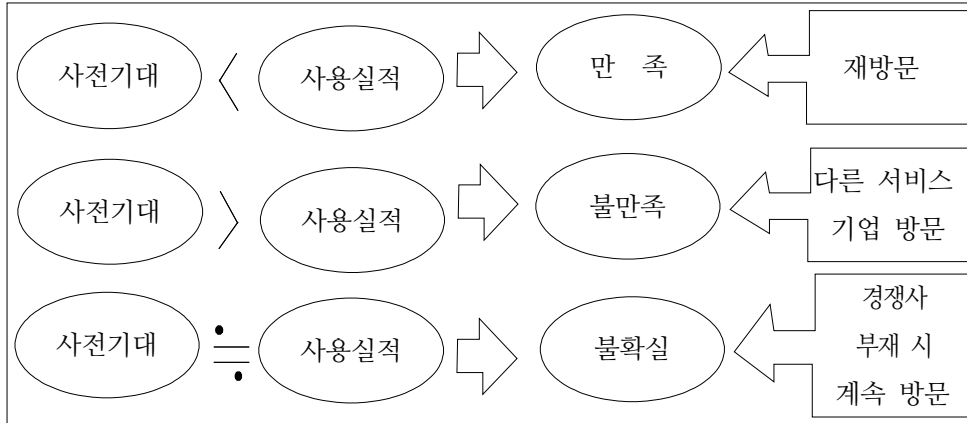 사전기대 < 사용실적 만 족 재방문
사전기대 > 사용실적 불만족 다른 서비스
기업 방문
사전기대 ≒ 사용실적 불확실 경쟁사
부재 시
계속 방문